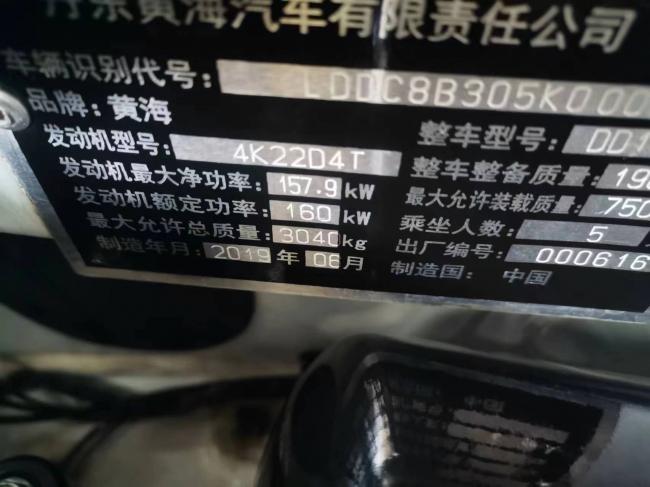 丹东黄海汽车有限责任公司
车辆识别代号: LDDC8B305K000
品牌: 黄海
发动机型号: 4K22D4T
整车型号: DD1
发动机最大净功率: 157.9 kW
整车整备质量: 19
发动机额定功率: 160 kW
最大允许装载质量: 750
最大允许总质量: 3040kg
乘坐人数: 5
制造年月: 2019 年 06月
出厂编号: 000616
制造国: 中国